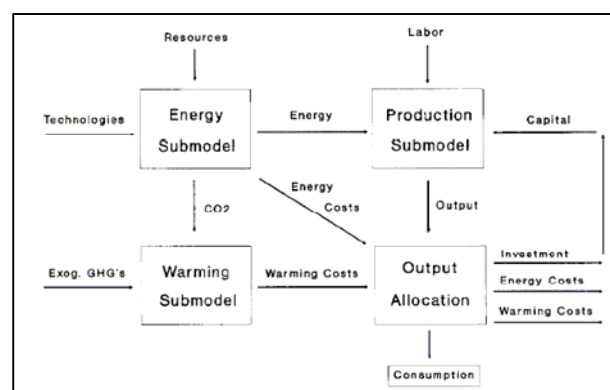 Resources
Labor
Technologies
Energy
Submodel
Energy
Production
Submodel
Capital
CO2
Energy
Costs
Output
Exog. GHG's
Warming
Submodel
Warming Costs
Output
Allocation
Investment
Energy Costs
Warming Costs
Consumption